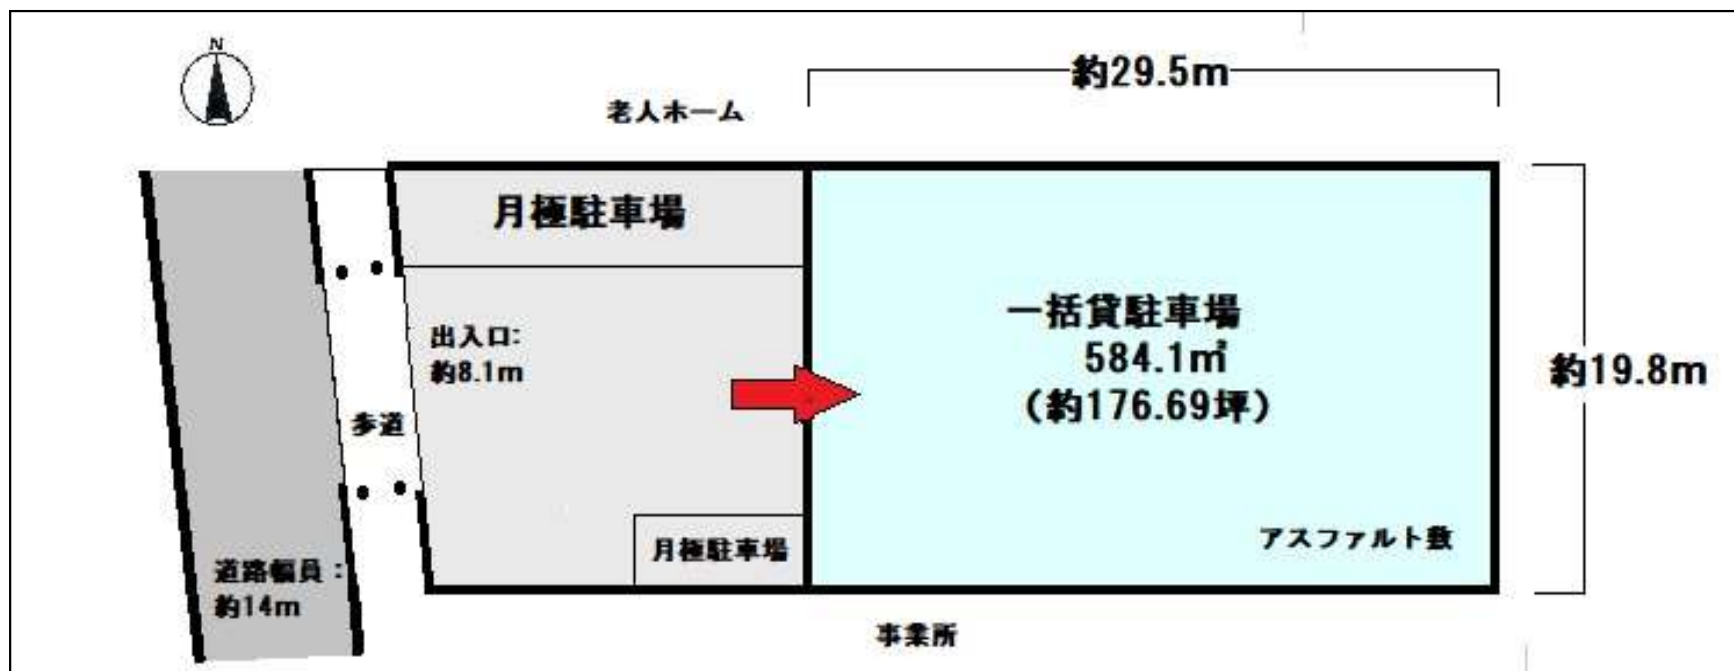 N
約29.5m
老人ホーム
月極駐車場
一括貸駐車場
584.1㎡
（約176.69坪）
出入口:
約8.1m
約19.8m
歩道
アスファルト敷
月極駐車場
道路幅員：
約14m
事業所